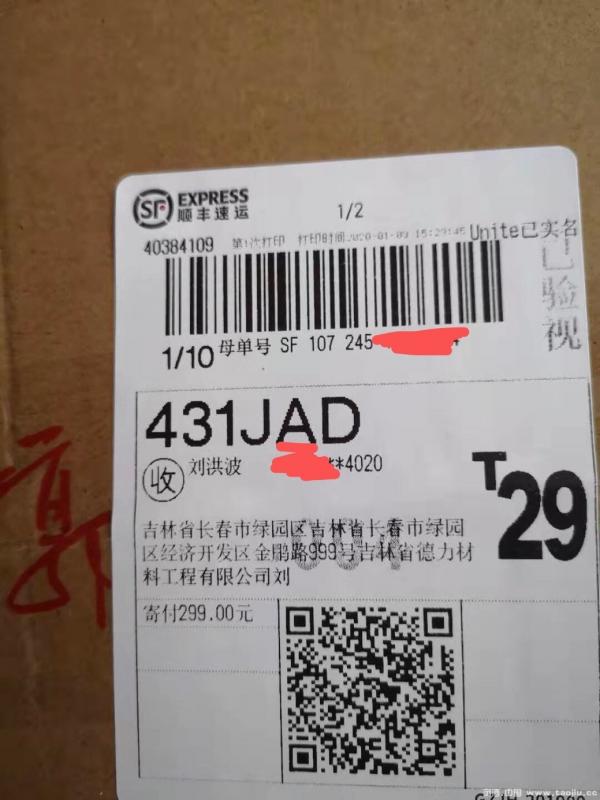 SF EXPRESS
顺丰速运
1/2
40384109 第1次打印 打印时间2020-01-09 15:29:45 Unite已实名
已验视
1/10 母单号 SF 107 245
431JAD
收 刘洪波 **4020
T29
吉林省长春市绿园区吉林省长春市绿园
区经济开发区金鹏路999号吉林省德力材
料工程有限公司刘
寄付299.00元